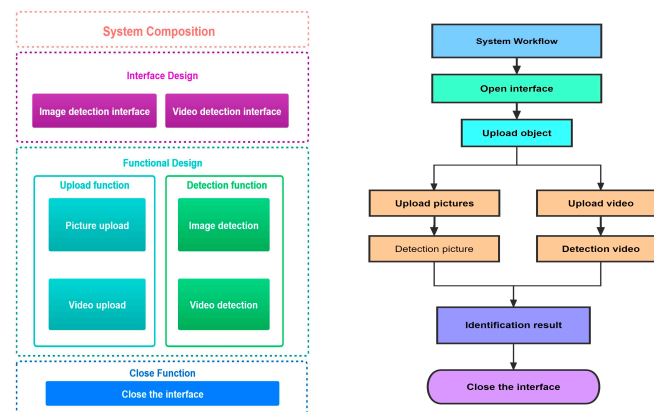 System Composition
Interface Design
Image detection interface
Video detection interface
Functional Design
Upload function
Picture upload
Video upload
Detection function
Image detection
Video detection
Close Function
Close the interface
System Workflow
Open interface
Upload object
Upload pictures
Upload video
Detection picture
Detection video
Identification result
Close the interface